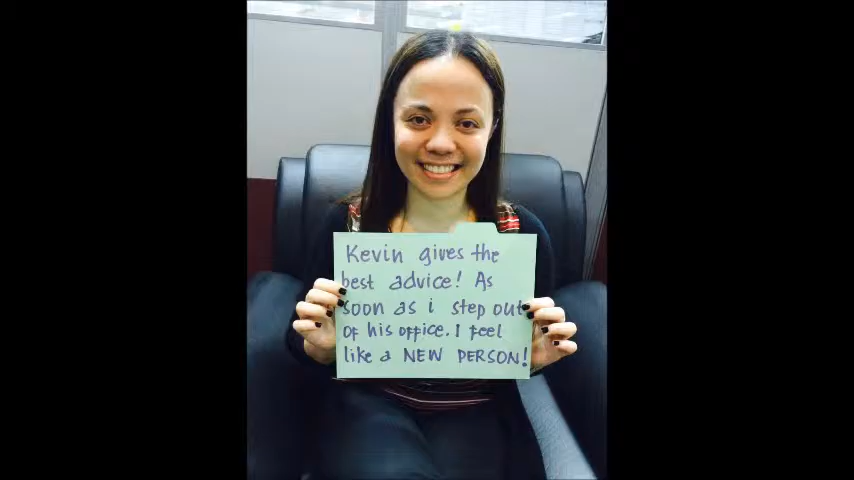 Kevin gives the
best advice! As
soon as i step out
of his office. I feel
like a NEW PERSON!